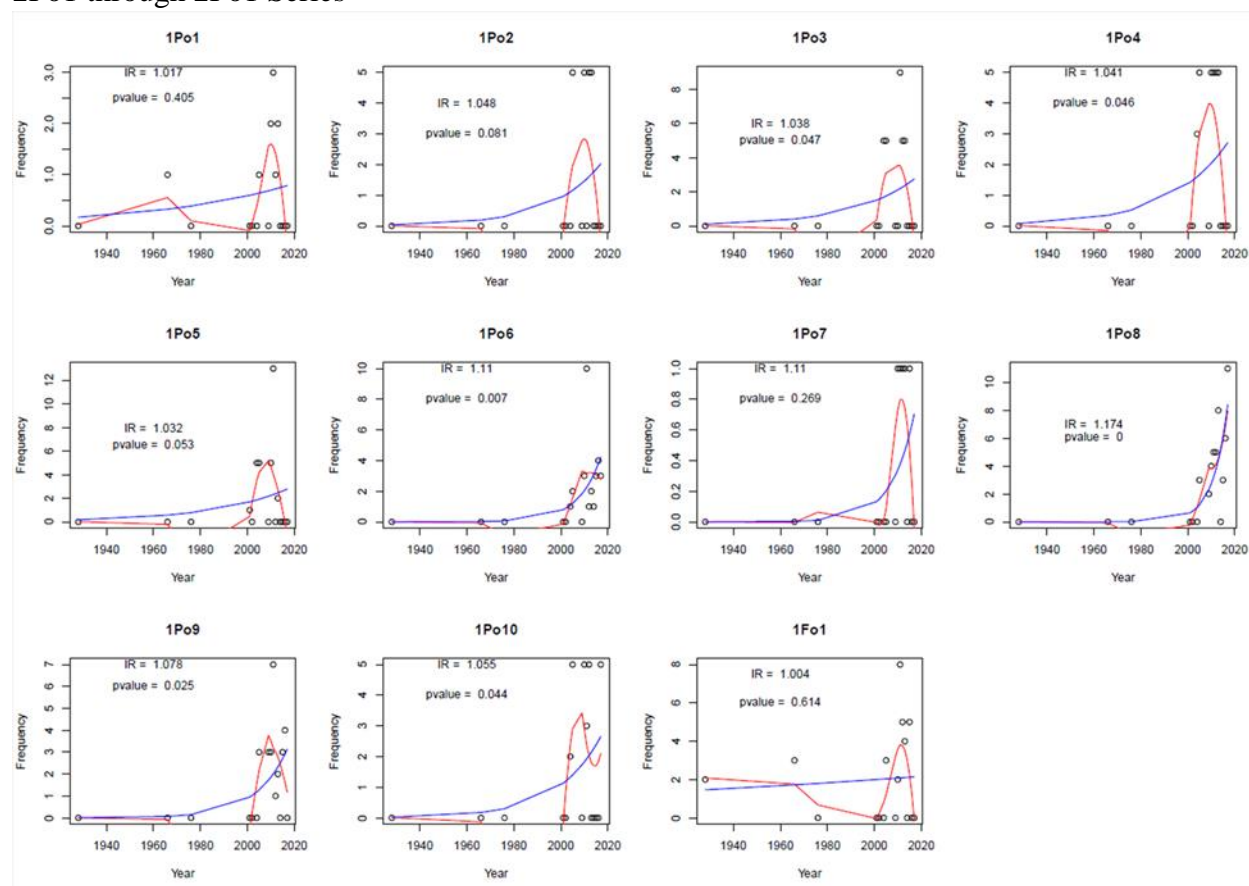 through Series
1Po1
IR = 1.017
pvalue = 0.405
Frequency
0.0 1.0 2.0 3.0
1940 1960 1980 2000 2020
Year
1Po2
IR = 1.048
pvalue = 0.081
Frequency
0 1 2 3 4 5
1940 1960 1980 2000 2020
Year
1Po3
IR = 1.038
pvalue = 0.047
Frequency
0 2 4 6 8
1940 1960 1980 2000 2020
Year
1Po4
IR = 1.041
pvalue = 0.046
Frequency
0 1 2 3 4 5
1940 1960 1980 2000 2020
Year
1Po5
IR = 1.032
pvalue = 0.053
Frequency
0 2 4 6 8 10 12
1940 1960 1980 2000 2020
Year
1Po6
IR = 1.11
pvalue = 0.007
Frequency
0 2 4 6 8 10
1940 1960 1980 2000 2020
Year
1Po7
IR = 1.11
pvalue = 0.269
Frequency
0.0 0.2 0.4 0.6 0.8 1.0
1940 1960 1980 2000 2020
Year
1Po8
IR = 1.174
pvalue = 0
Frequency
0 2 4 6 8 10
1940 1960 1980 2000 2020
Year
1Po9
IR = 1.078
pvalue = 0.025
Frequency
0 1 2 3 4 5 6 7
1940 1960 1980 2000 2020
Year
1Po10
IR = 1.055
pvalue = 0.044
Frequency
0 1 2 3 4 5
1940 1960 1980 2000 2020
Year
1Fo1
IR = 1.004
pvalue = 0.614
Frequency
0 2 4 6 8
1940 1960 1980 2000 2020
Year